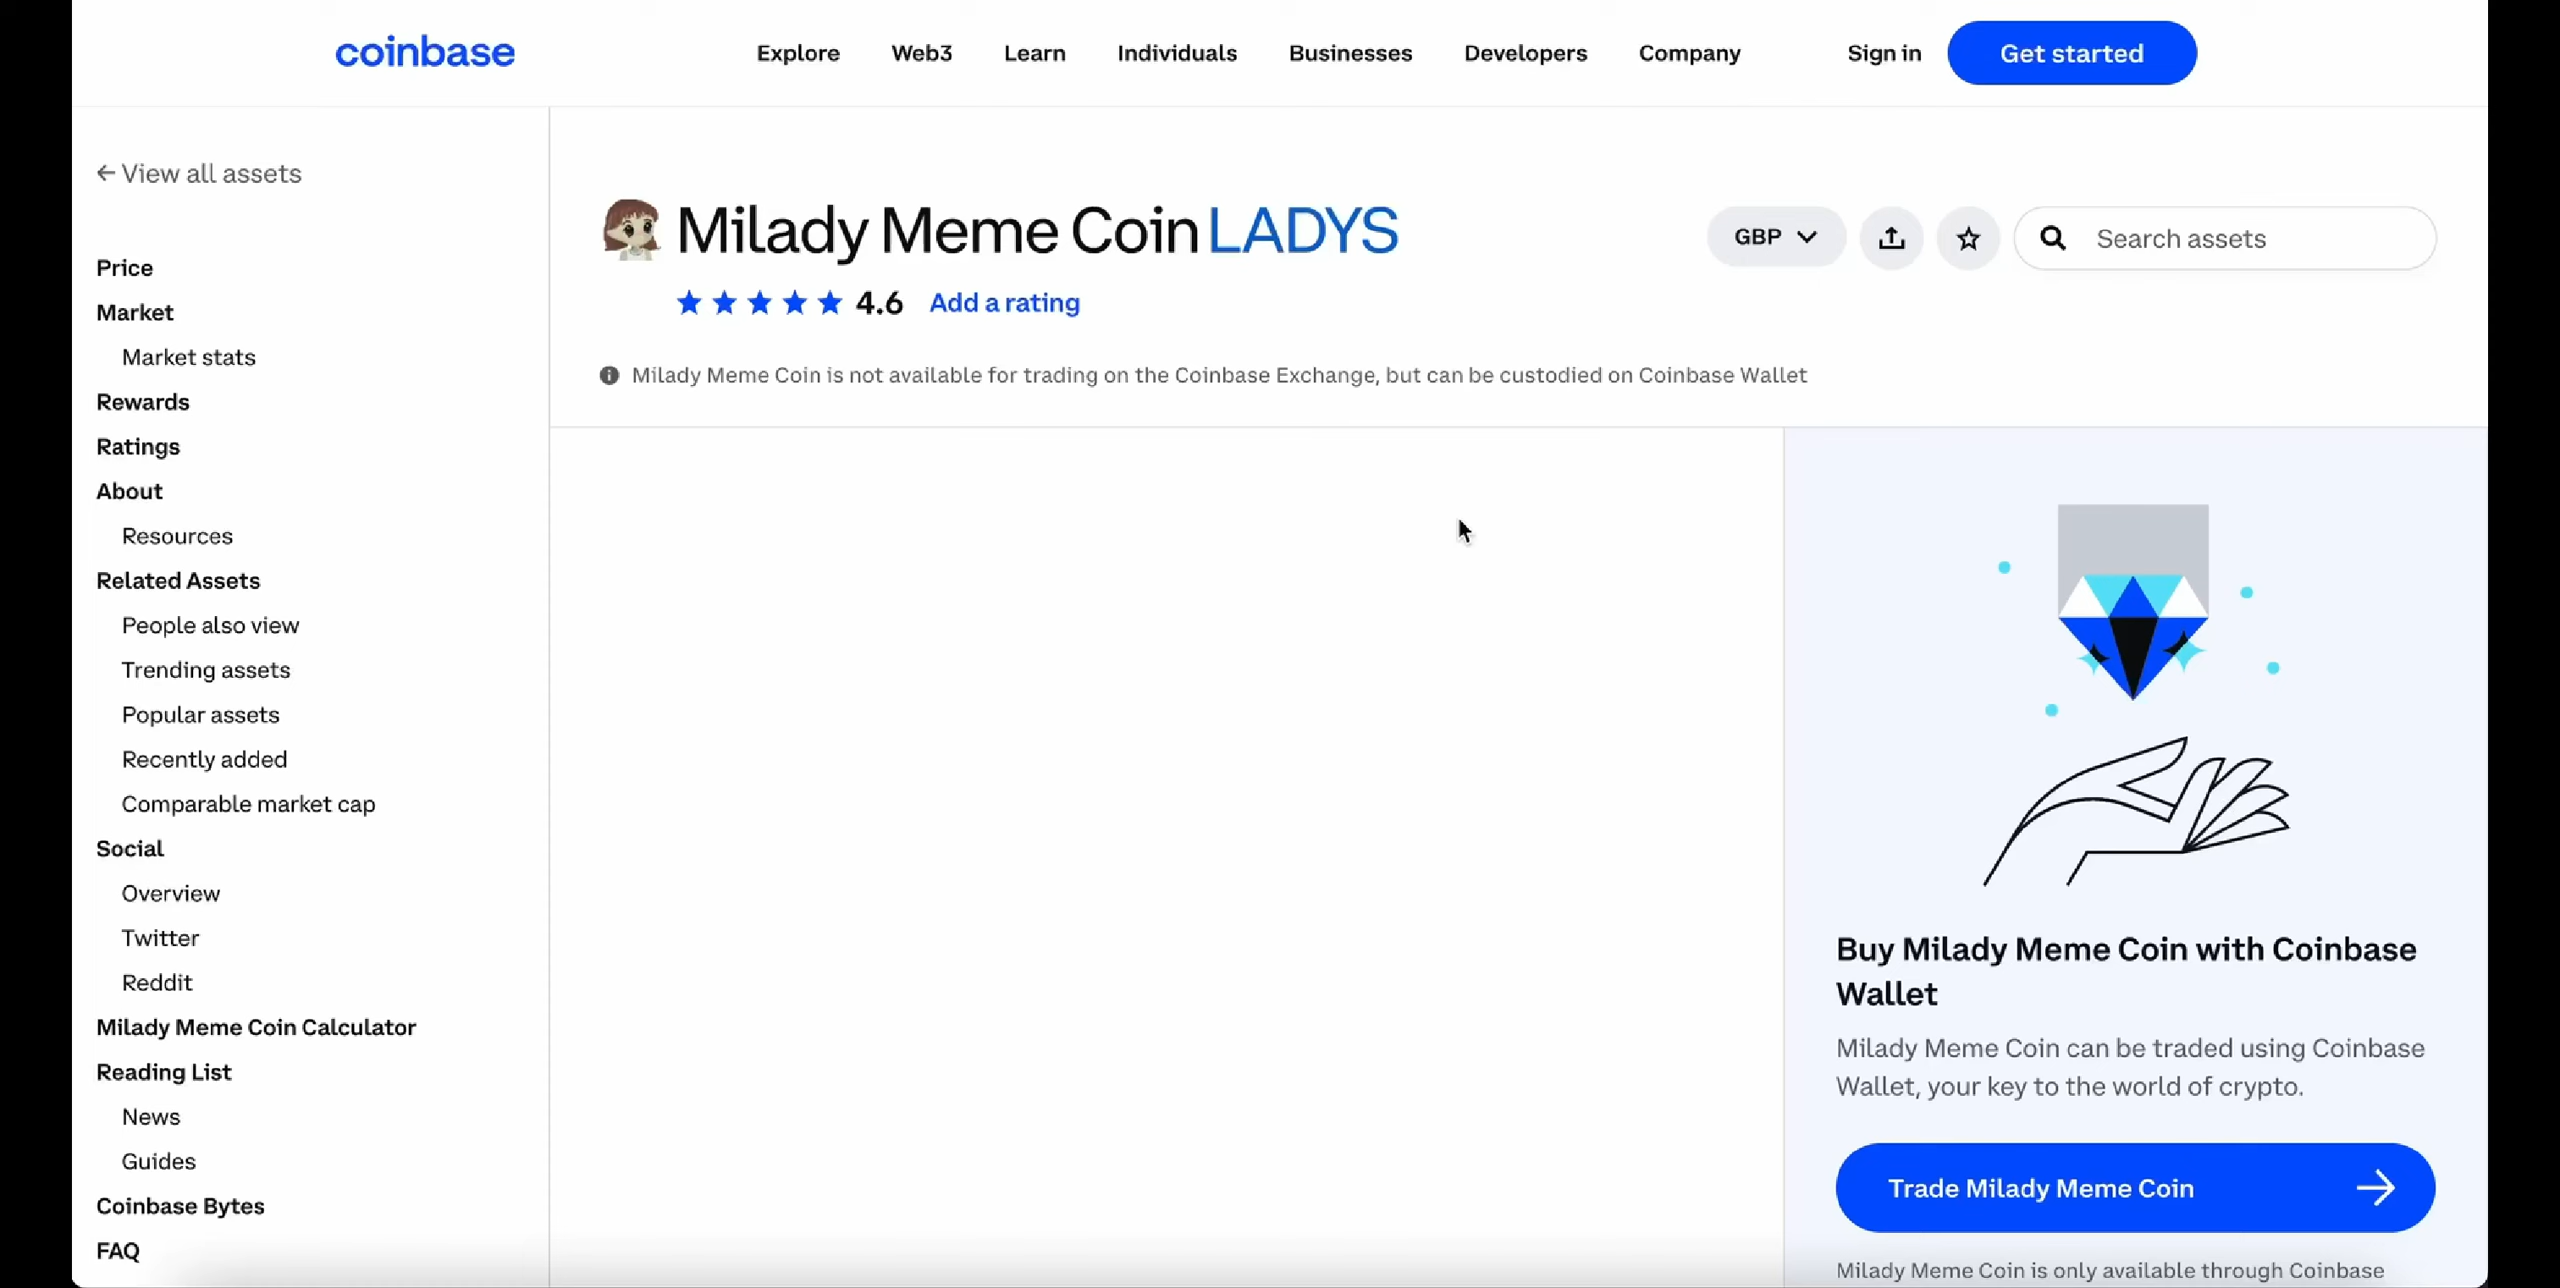 coinbase
Explore
Web3
Learn
Individuals
Businesses
Developers
Company
Sign in
Get started
← View all assets
Price
Market
Market stats
Rewards
Ratings
About
Resources
Related Assets
People also view
Trending assets
Popular assets
Recently added
Comparable market cap
Social
Overview
Twitter
Reddit
Milady Meme Coin Calculator
Reading List
News
Guides
Coinbase Bytes
FAQ
Milady Meme Coin LADYS
4.6 Add a rating
GBP
Search assets
Milady Meme Coin is not available for trading on the Coinbase Exchange, but can be custodied on Coinbase Wallet
Buy Milady Meme Coin with Coinbase
Wallet
Milady Meme Coin can be traded using Coinbase
Wallet, your key to the world of crypto.
Trade Milady Meme Coin
Milady Meme Coin is only available through Coinbase